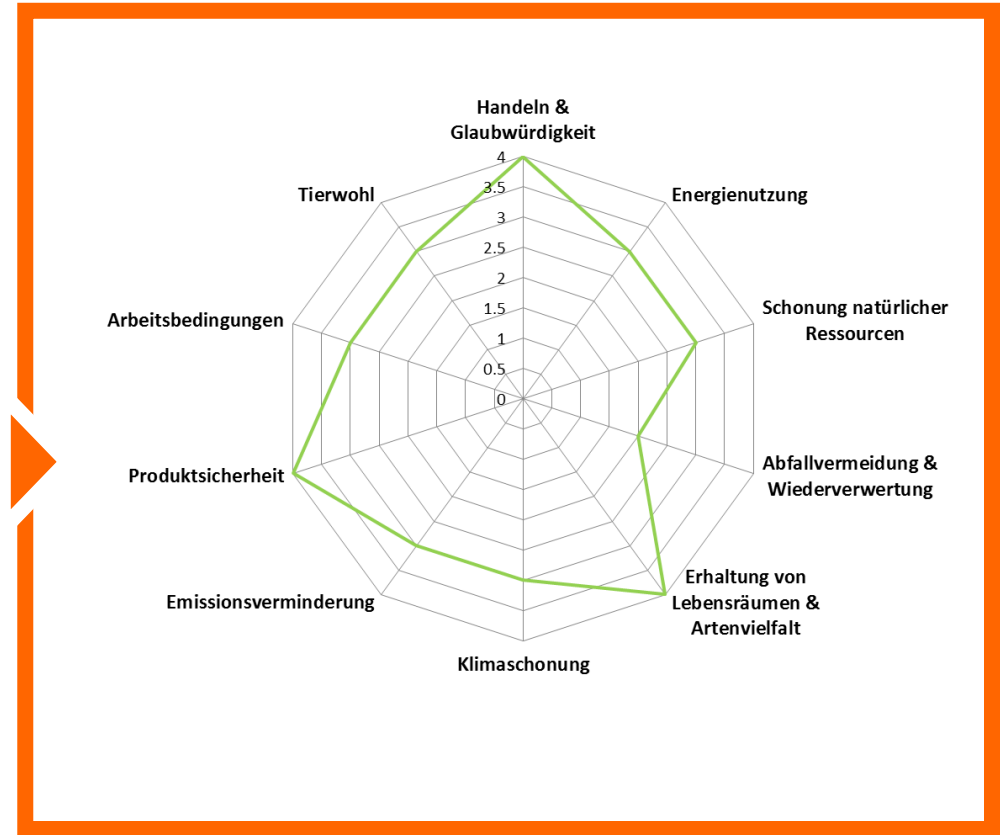 Handeln &
Glaubwürdigkeit
4
Tierwohl
3.5
Energienutzung
3
2.5
Arbeitsbedingungen
2
Schonung natürlicher
Ressourcen
1.5
1
0.5
0
Produktsicherheit
Abfallvermeidung &
Wiederverwertung
Emissionsverminderung
Erhaltung von
Lebensräumen &
Artenvielfalt
Klimaschonung